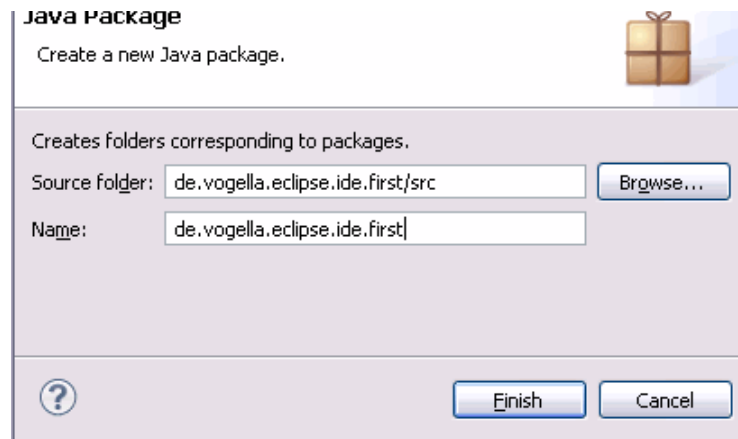 Java Package
Create a new Java package.
Creates folders corresponding to packages.
Source folder: de.vogella.eclipse.ide.first/src Browse...
Name: de.vogella.eclipse.ide.first
? Finish Cancel